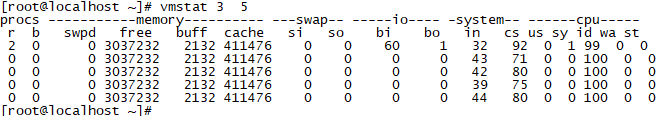 [root@localhost ~]# vmstat 3  5
procs -----------memory---------- ---swap-- -----io---- -system-- ------cpu-----
 r  b   swpd   free   buff  cache   si   so    bi    bo   in   cs us sy id wa st
 2  0      0 3037232   2132 411476    0    0    60     1   32   92  0  1 99  0  0
 0  0      0 3037232   2132 411476    0    0     0     0   43   71  0  0 100  0  0
 0  0      0 3037232   2132 411476    0    0     0     0   42   80  0  0 100  0  0
 0  0      0 3037232   2132 411476    0    0     0     0   39   75  0  0 100  0  0
 0  0      0 3037232   2132 411476    0    0     0     0   44   80  0  0 100  0  0
[root@localhost ~]#